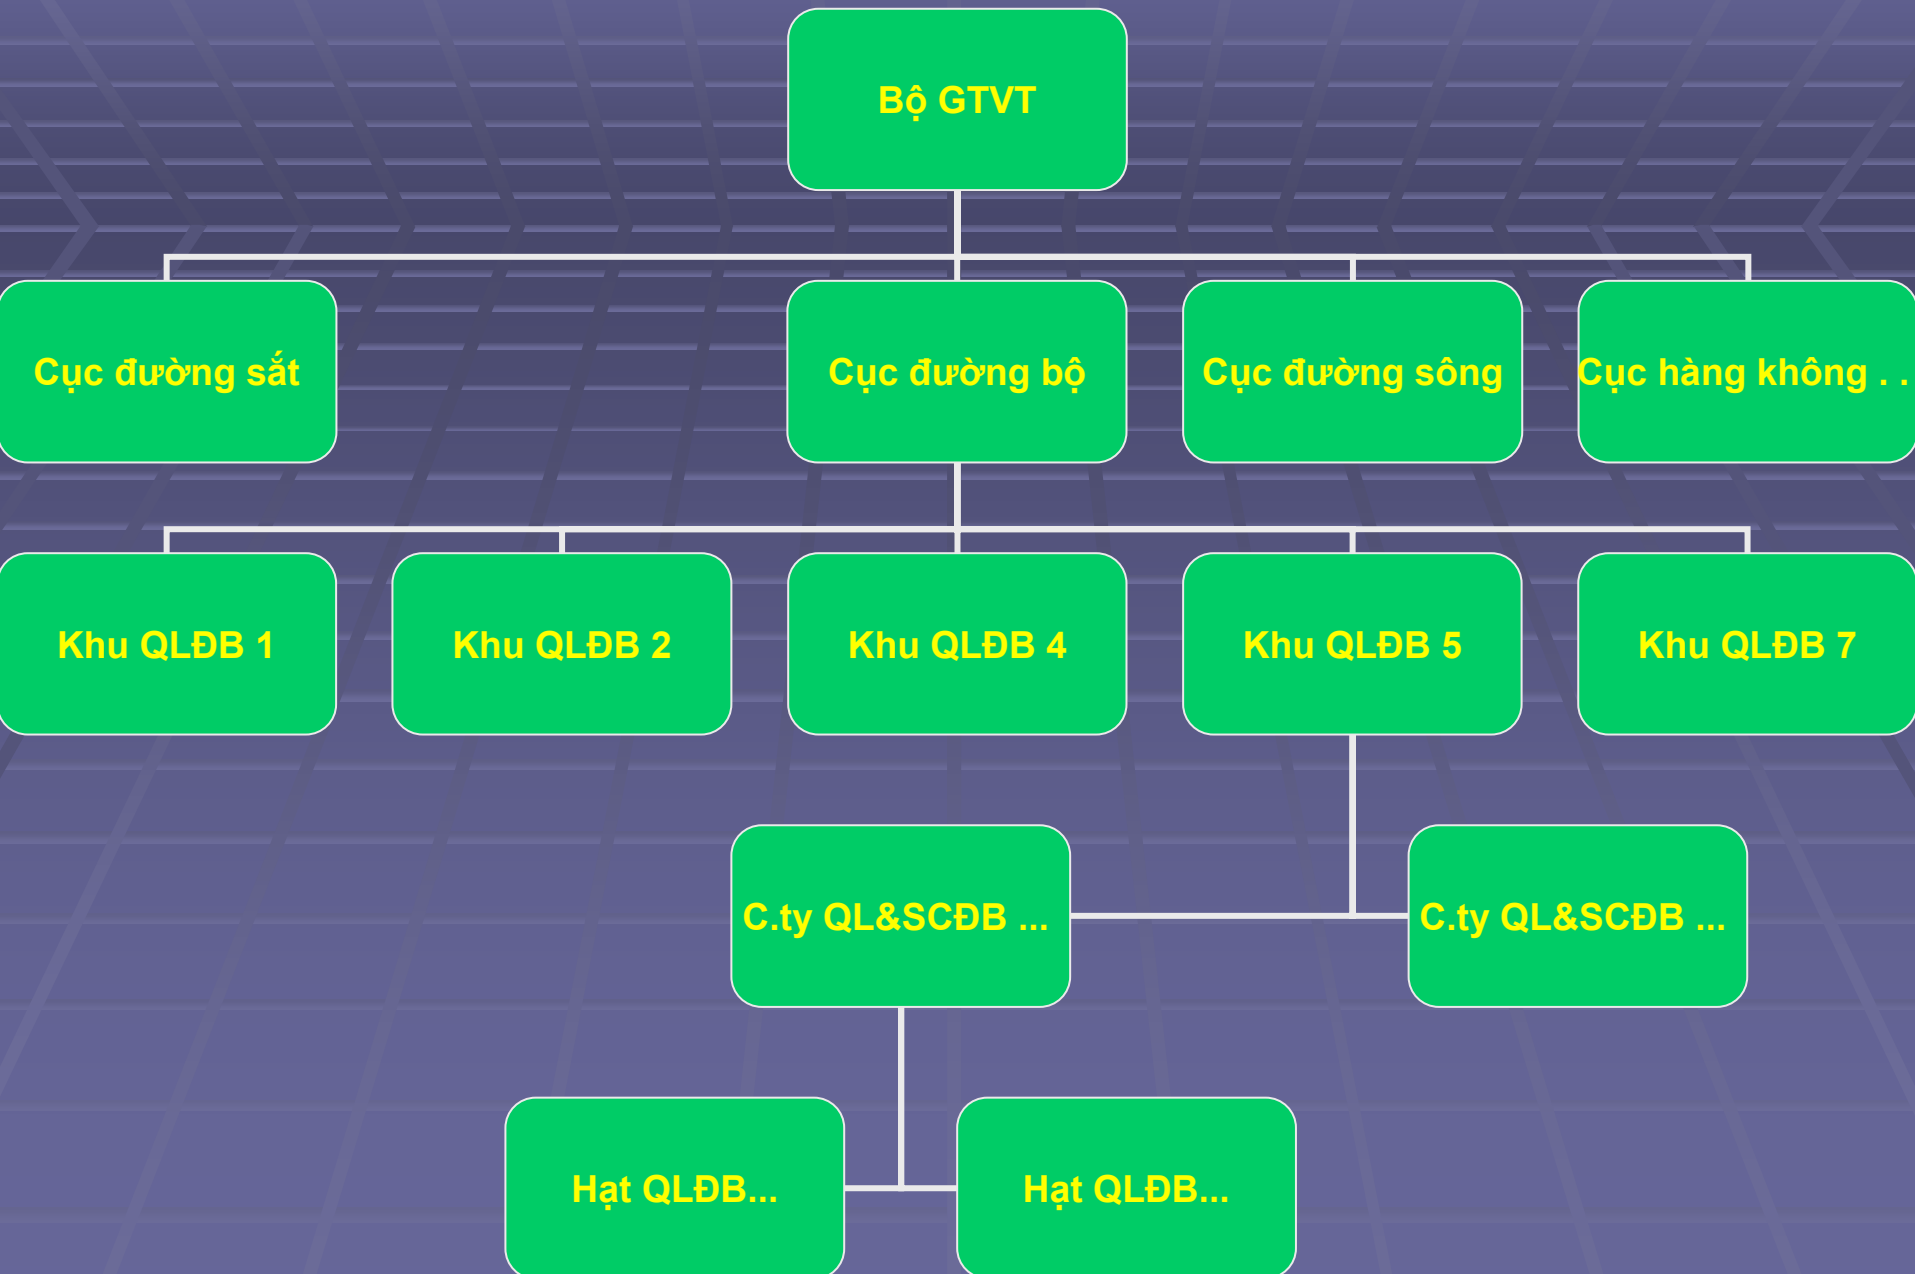 Bộ GTVT
Cục đường sắt
Cục đường bộ
Cục đường sông
Cục hàng không . .
Khu QLĐB 1
Khu QLĐB 2
Khu QLĐB 4
Khu QLĐB 5
Khu QLĐB 7
C.ty QL&SCĐB ...
C.ty QL&SCĐB ...
Hạt QLĐB...
Hạt QLĐB...